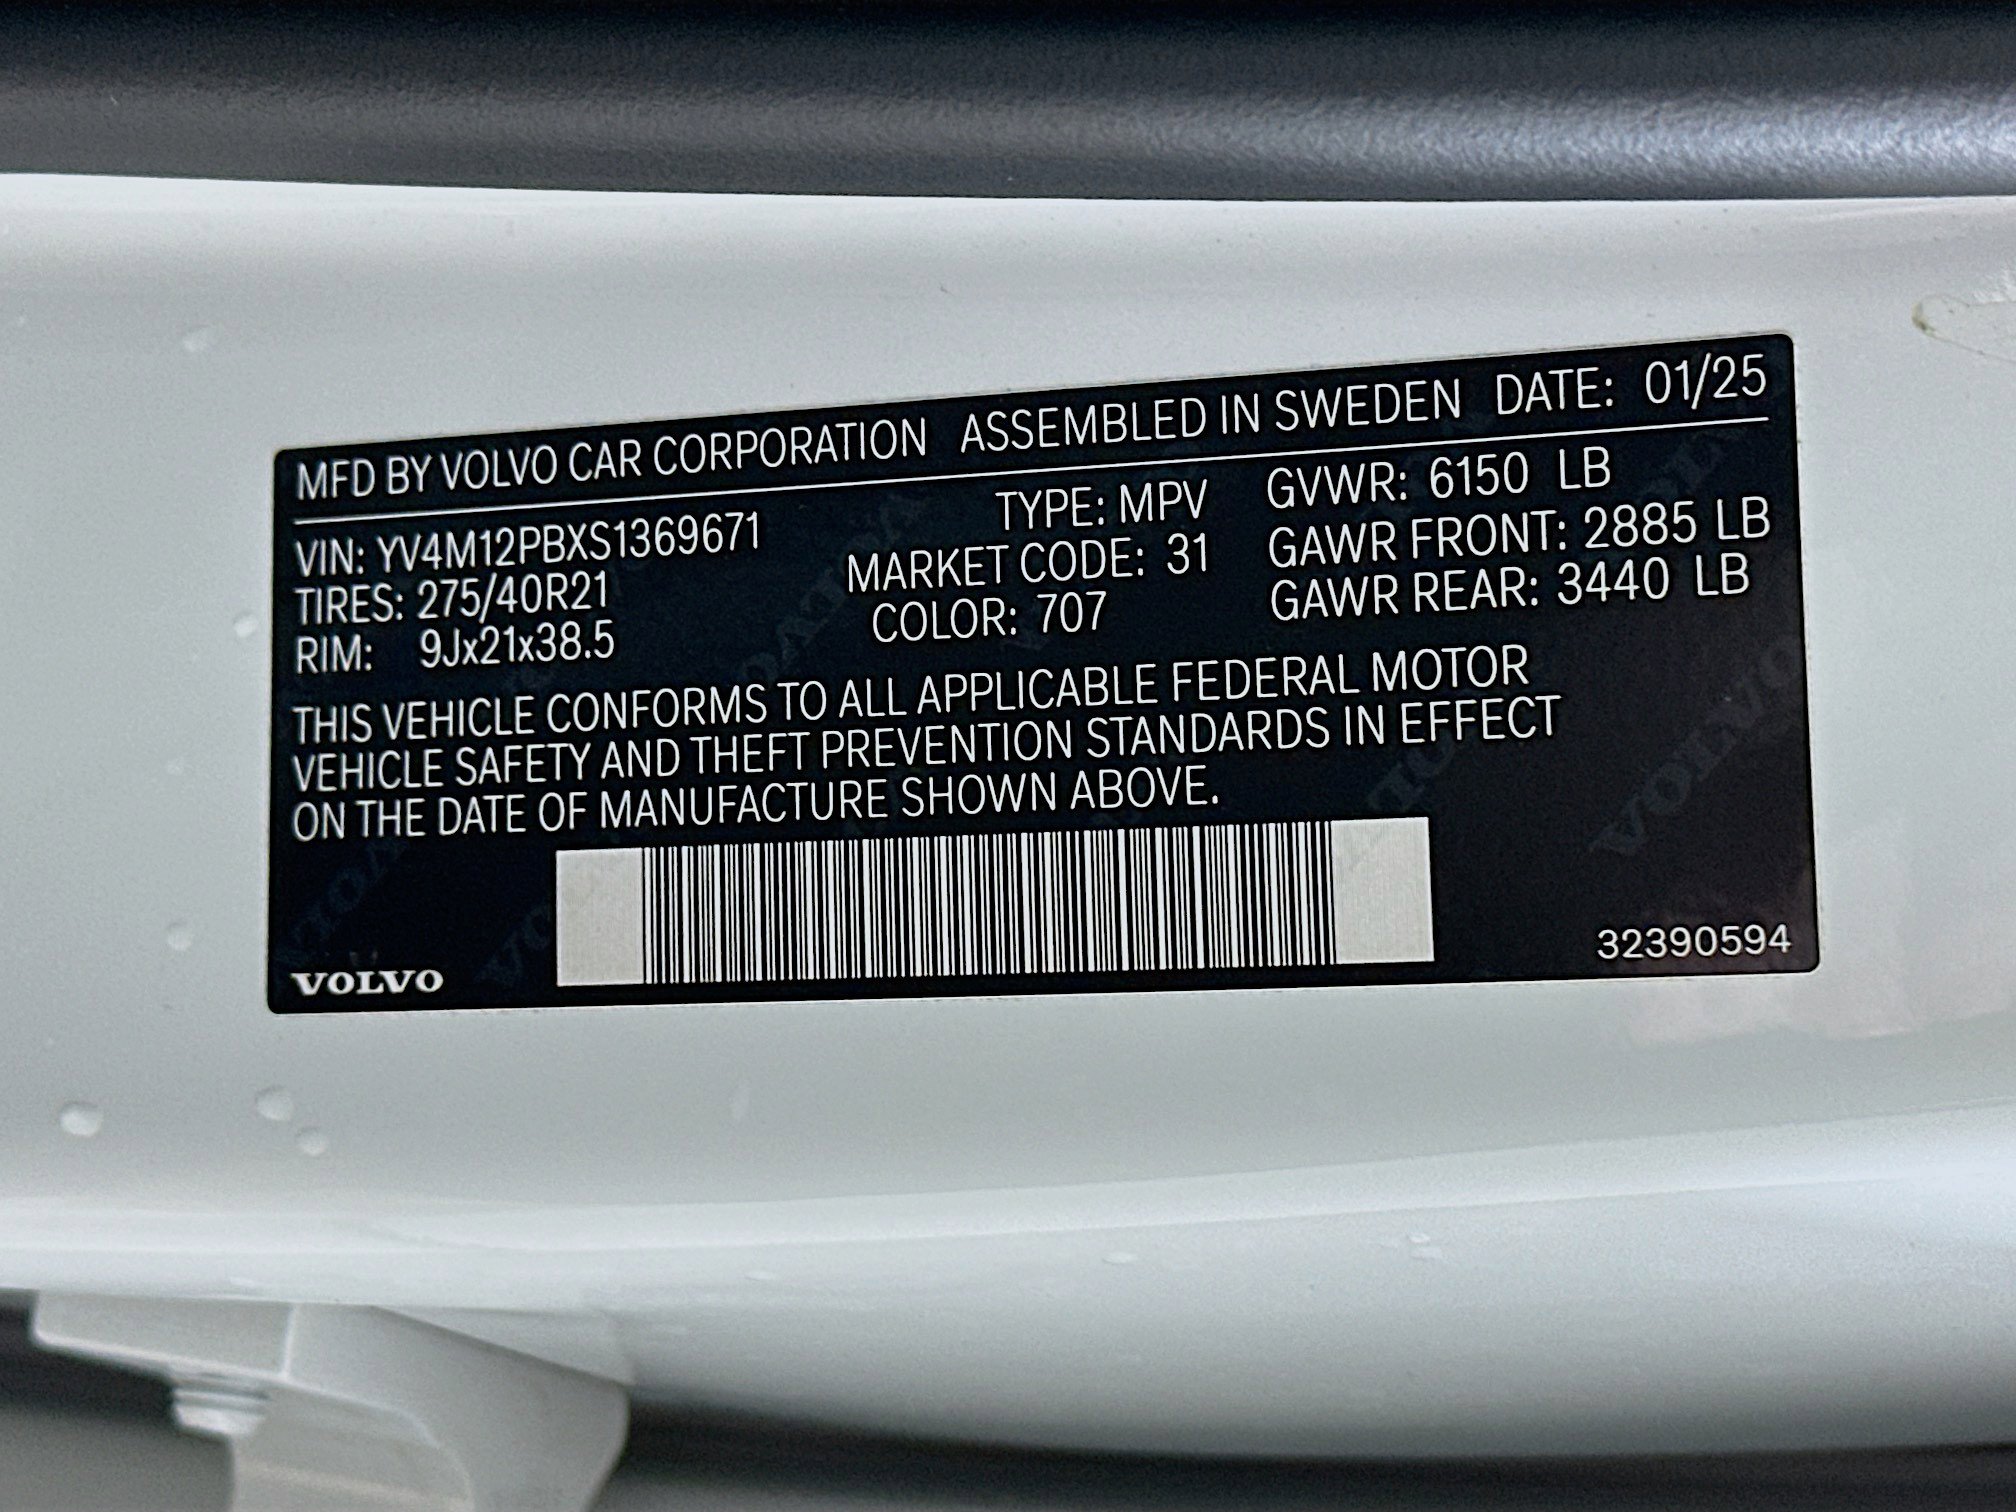 MFD BY VOLVO CAR CORPORATION ASSEMBLED IN SWEDEN DATE: 01/25
VIN: YV4M12PBXS1369671 TYPE: MPV GVWR: 6150 LB
TIRES: 275/40R21 MARKET CODE: 31 GAWR FRONT: 2885 LB
RIM: 9Jx21x38.5 COLOR: 707 GAWR REAR: 3440 LB
THIS VEHICLE CONFORMS TO ALL APPLICABLE FEDERAL MOTOR
VEHICLE SAFETY AND THEFT PREVENTION STANDARDS IN EFFECT
ON THE DATE OF MANUFACTURE SHOWN ABOVE.
VOLVO 32390594